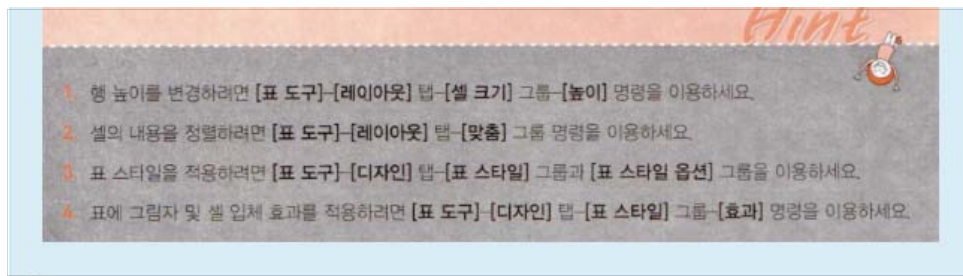 Hint
1. 행 높이를 변경하려면 [표 도구]-[레이아웃] 탭-[셀 크기] 그룹-[높이] 명령을 이용하세요.
2. 셀의 내용을 정렬하려면 [표 도구]-[레이아웃] 탭-[맞춤] 그룹 명령을 이용하세요.
3. 표 스타일을 적용하려면 [표 도구]-[디자인] 탭-[표 스타일] 그룹과 [표 스타일 옵션] 그룹을 이용하세요.
4. 표에 그림자 및 셀 입체 효과를 적용하려면 [표 도구]-[디자인] 탭-[표 스타일] 그룹-[효과] 명령을 이용하세요.